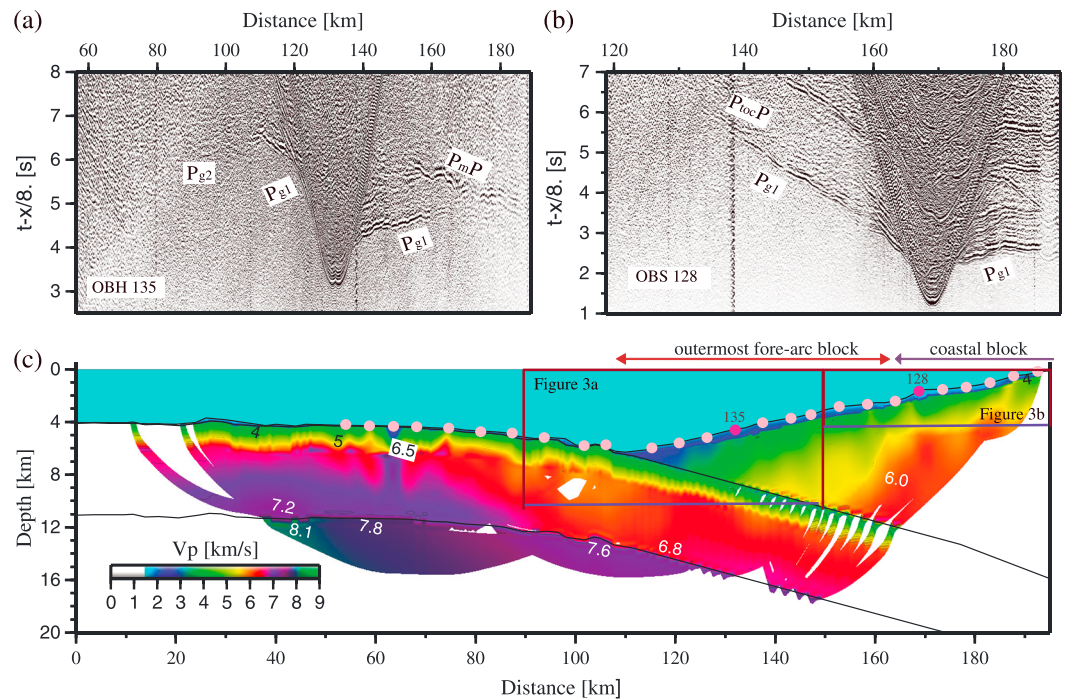 (a)
Distance [km]
60 80 100 120 140 160 180
8
7
6
5
4
3
t-x/8. [s]
Pg2
Pg1
PmP
Pg1
OBH 135
(b)
Distance [km]
120 140 160 180
7
6
5
4
3
2
1
t-x/8. [s]
PtocP
Pg1
Pg1
OBS 128
(c)
outermost fore-arc block
coastal block
Figure 3a
128
4
135
Figure 3b
4
5
6.5
6.0
7.2
7.8
8.1
7.6
6.8
0
4
8
12
16
20
Depth [km]
Vp [km/s]
0 1 2 3 4 5 6 7 8 9
0 20 40 60 80 100 120 140 160 180
Distance [km]